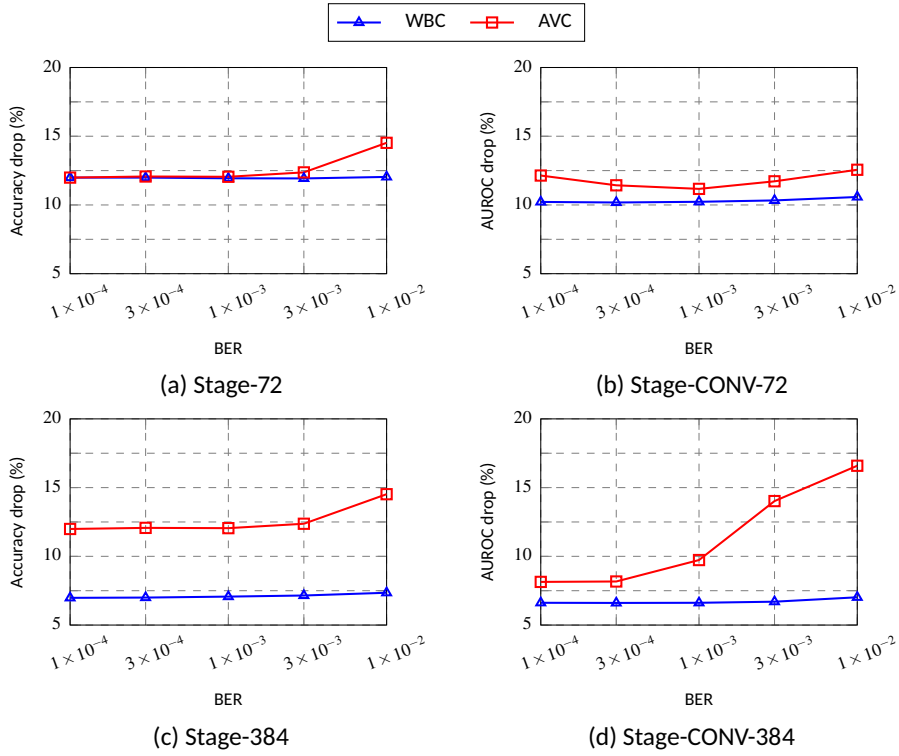 WBC AVC
20
15
10
5
Accuracy drop (%)
1 × 10⁻⁴ 3 × 10⁻⁴ 1 × 10⁻³ 3 × 10⁻³ 1 × 10⁻²
BER
(a) Stage-72
20
15
10
5
AUROC drop (%)
1 × 10⁻⁴ 3 × 10⁻⁴ 1 × 10⁻³ 3 × 10⁻³ 1 × 10⁻²
BER
(b) Stage-CONV-72
20
15
10
5
Accuracy drop (%)
1 × 10⁻⁴ 3 × 10⁻⁴ 1 × 10⁻³ 3 × 10⁻³ 1 × 10⁻²
BER
(c) Stage-384
20
15
10
5
AUROC drop (%)
1 × 10⁻⁴ 3 × 10⁻⁴ 1 × 10⁻³ 3 × 10⁻³ 1 × 10⁻²
BER
(d) Stage-CONV-384